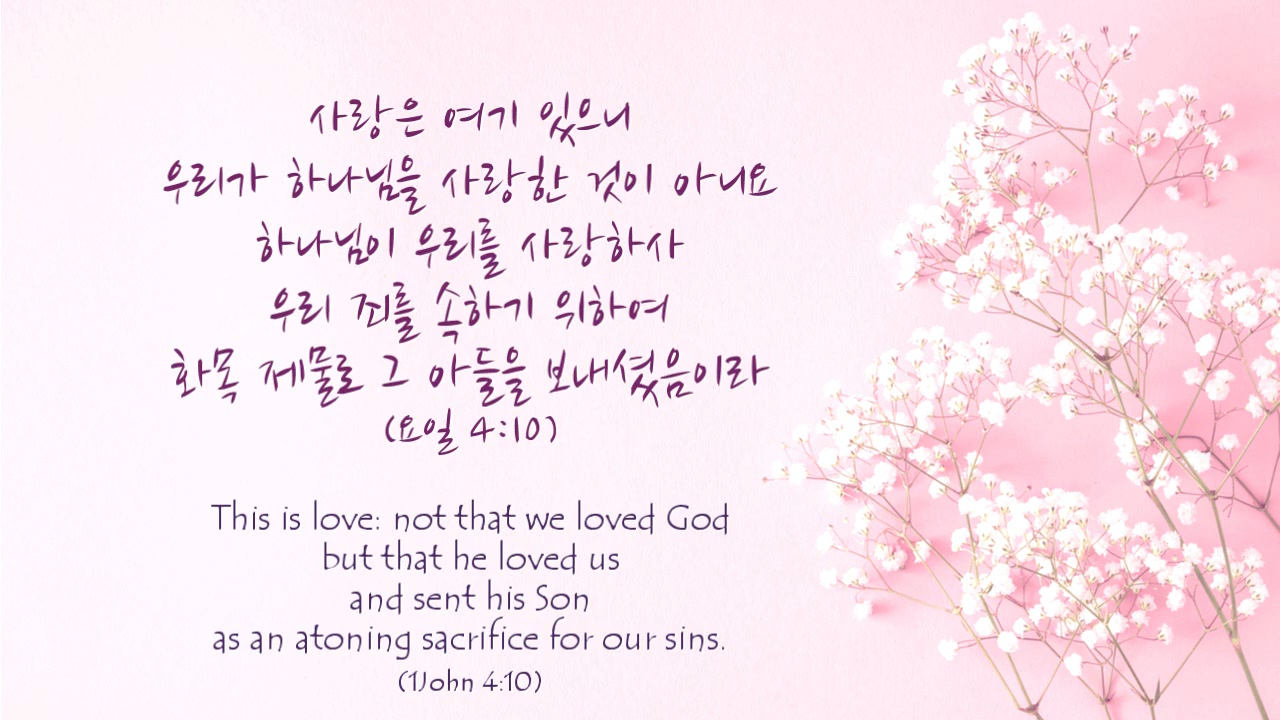 사랑은 여기 있으니
우리가 하나님을 사랑한 것이 아니요
하나님이 우리를 사랑하사
우리 죄를 속하기 위하여
화목 제물로 그 아들을 보내셨음이라
(요일 4:10)
This is love: not that we loved God
but that he loved us
and sent his Son
as an atoning sacrifice for our sins.
(1John 4:10)